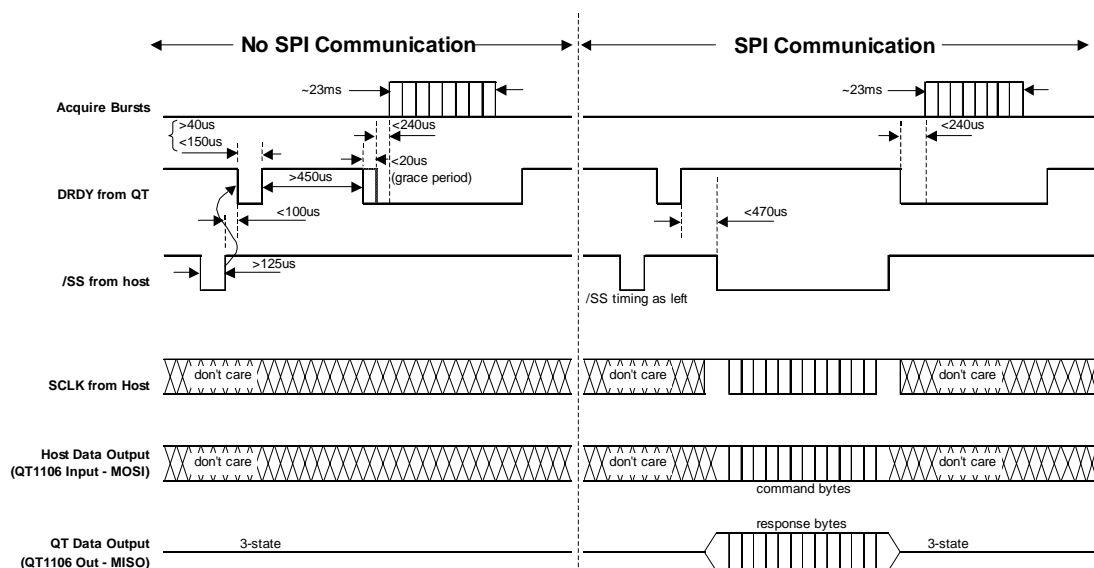 No SPI Communication
SPI Communication
Acquire Bursts
~23ms
~23ms
>40us
<150us
<240us
<240us
<20us
(grace period)
DRDY from QT
>450us
<100us
<470us
/SS from host
>125us
/SS timing as left
SCLK from Host
don't care
don't care
don't care
Host Data Output
(QT1106 Input - MOSI)
don't care
don't care
don't care
command bytes
response bytes
QT Data Output
(QT1106 Out - MISO)
3-state
3-state